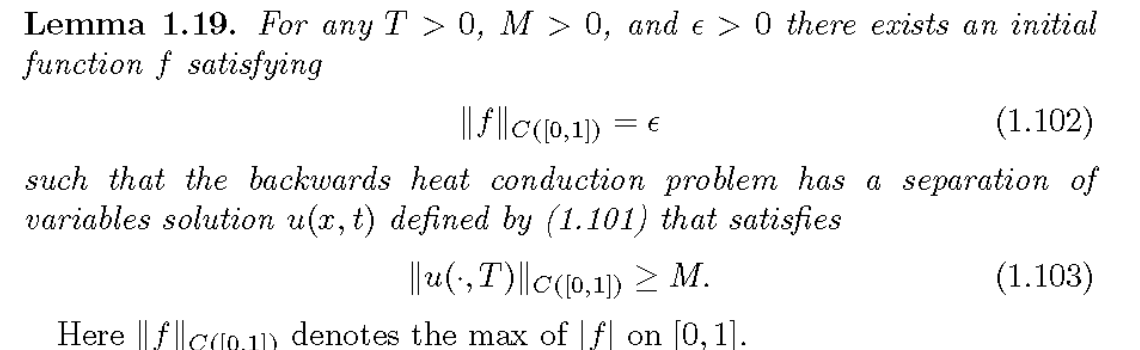 Lemma 1.19. For any T > 0, M > 0, and ϵ > 0 there exists an initial
function f satisfying
‖f‖_{C([0,1])} = ϵ (1.102)
such that the backwards heat conduction problem has a separation of
variables solution u(x, t) defined by (1.101) that satisfies
‖u(·, T)‖_{C([0,1])} ≥ M. (1.103)
Here ‖f‖_{C([0,1])} denotes the max of |f| on [0, 1].